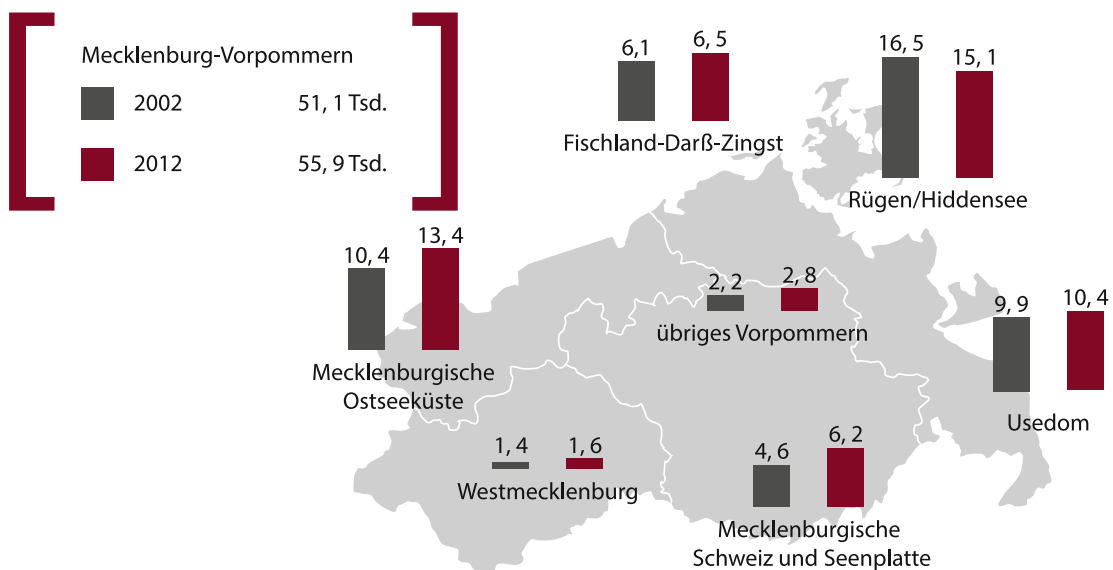 Mecklenburg-Vorpommern
2002 51, 1 Tsd.
2012 55, 9 Tsd.
6,1 6, 5
Fischland-Darß-Zingst
16, 5 15, 1
Rügen/Hiddensee
10, 4 13, 4
Mecklenburgische
Ostseeküste
2, 2 2, 8
übriges Vorpommern
9, 9 10, 4
Usedom
1, 4 1, 6
Westmecklenburg
4, 6 6, 2
Mecklenburgische
Schweiz und Seenplatte